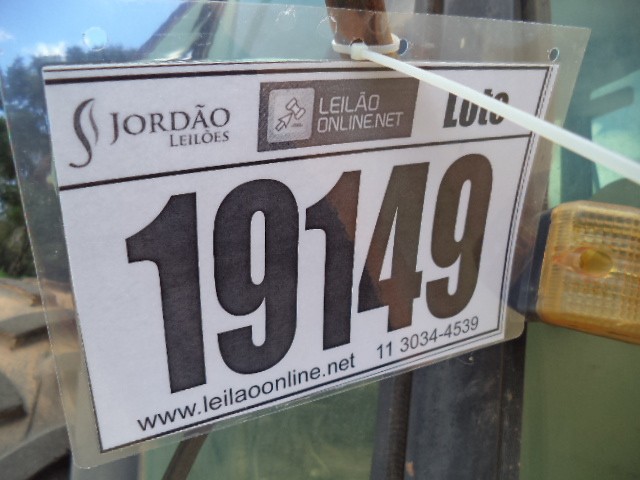 JORDÃO
LEILÕES
LEILÃO
ONLINE.NET
Lote
19149
www.leilaoonline.net 11 3034-4539